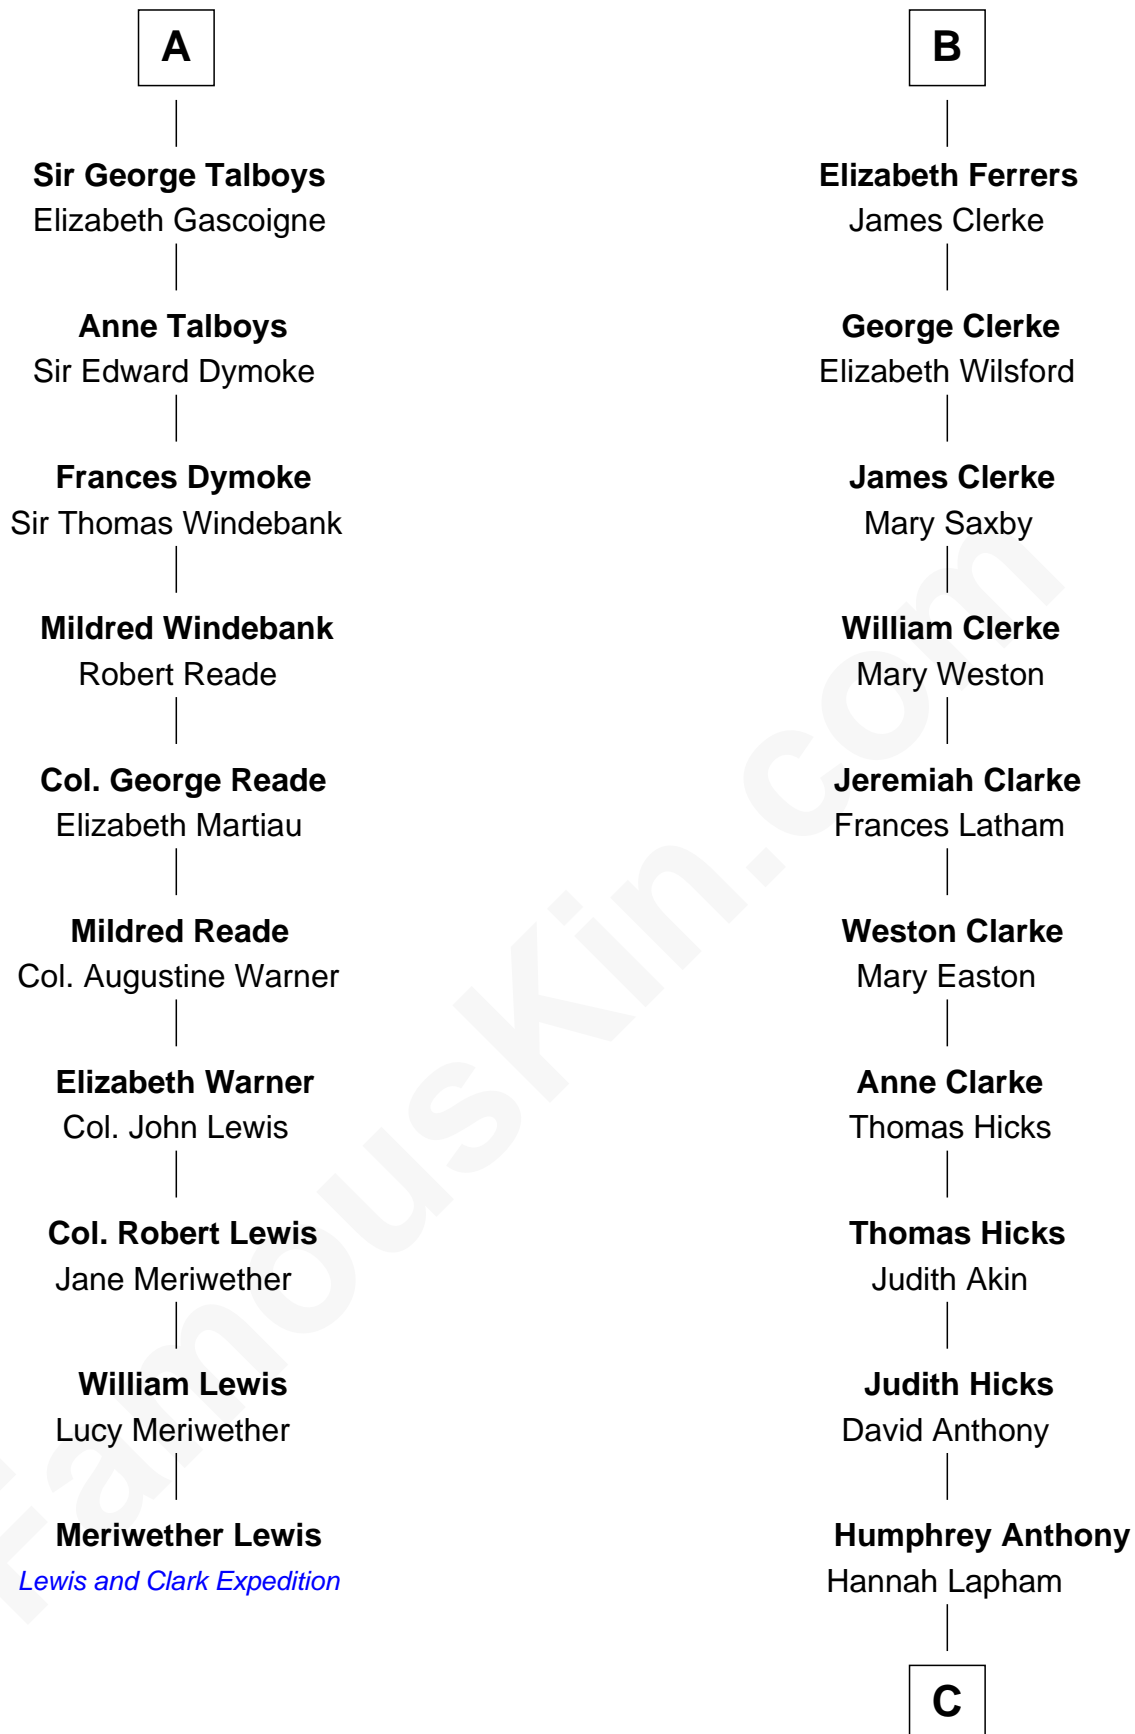 A
Sir George Talboys
Elizabeth Gascoigne
Anne Talboys
Sir Edward Dymoke
Frances Dymoke
Sir Thomas Windebank
Mildred Windebank
Robert Reade
Col. George Reade
Elizabeth Martiau
Mildred Reade
Col. Augustine Warner
Elizabeth Warner
Col. John Lewis
Col. Robert Lewis
Jane Meriwether
William Lewis
Lucy Meriwether
Meriwether Lewis
Lewis and Clark Expedition
B
Elizabeth Ferrers
James Clerke
George Clerke
Elizabeth Wilsford
James Clerke
Mary Saxby
William Clerke
Mary Weston
Jeremiah Clarke
Frances Latham
Weston Clarke
Mary Easton
Anne Clarke
Thomas Hicks
Thomas Hicks
Judith Akin
Judith Hicks
David Anthony
Humphrey Anthony
Hannah Lapham
C
FamousKin.com